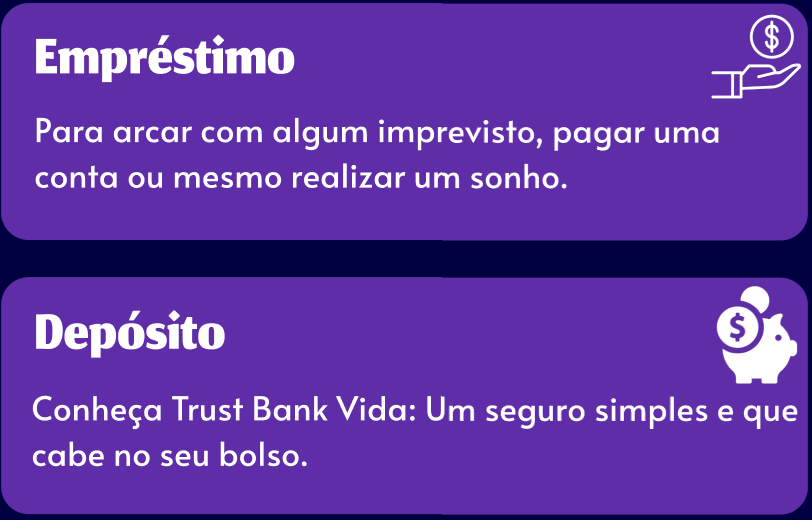 Empréstimo
Para arcar com algum imprevisto, pagar uma
conta ou mesmo realizar um sonho.
Depósito
Conheça Trust Bank Vida: Um seguro simples e que
cabe no seu bolso.